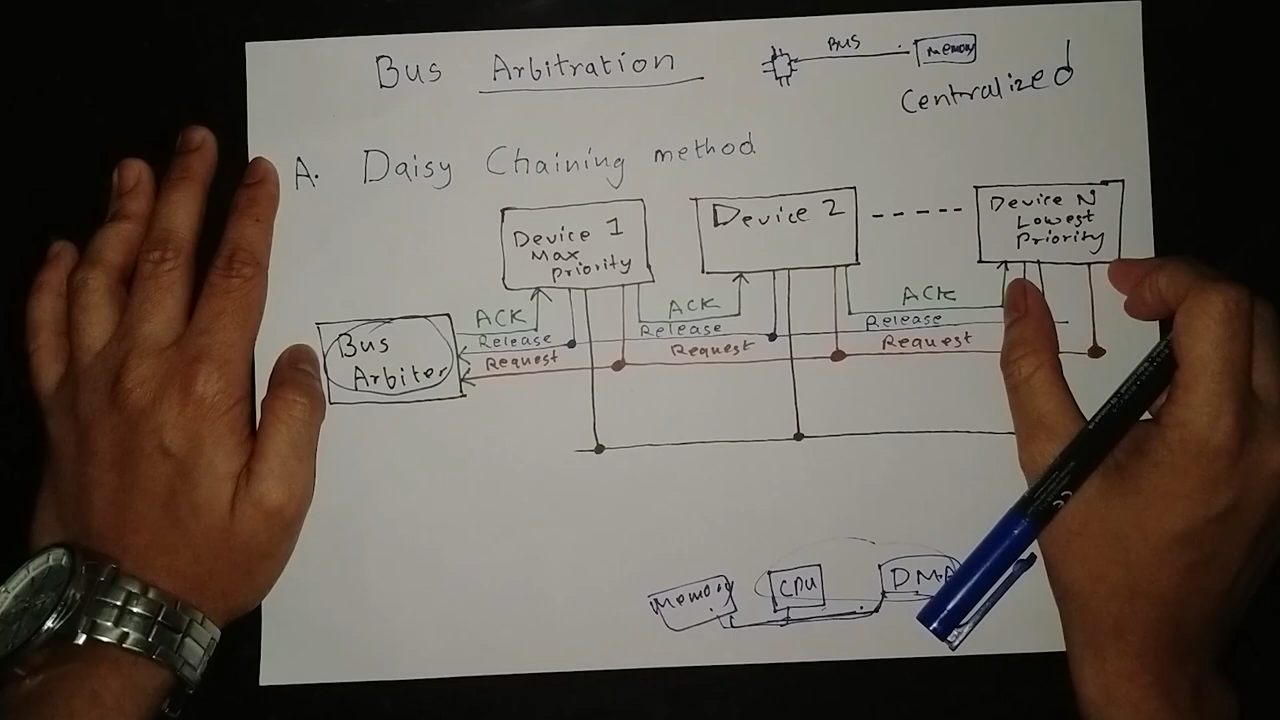 Bus Arbitration
BUS
Memory
Centralized
A. Daisy Chaining method
Device 1
Max
Priority
Device 2
Device N
Lowest
Priority
ACK
ACK
ACK
Release
Release
Release
Request
Request
Request
Bus
Arbiter
Memory
CPU
DMA